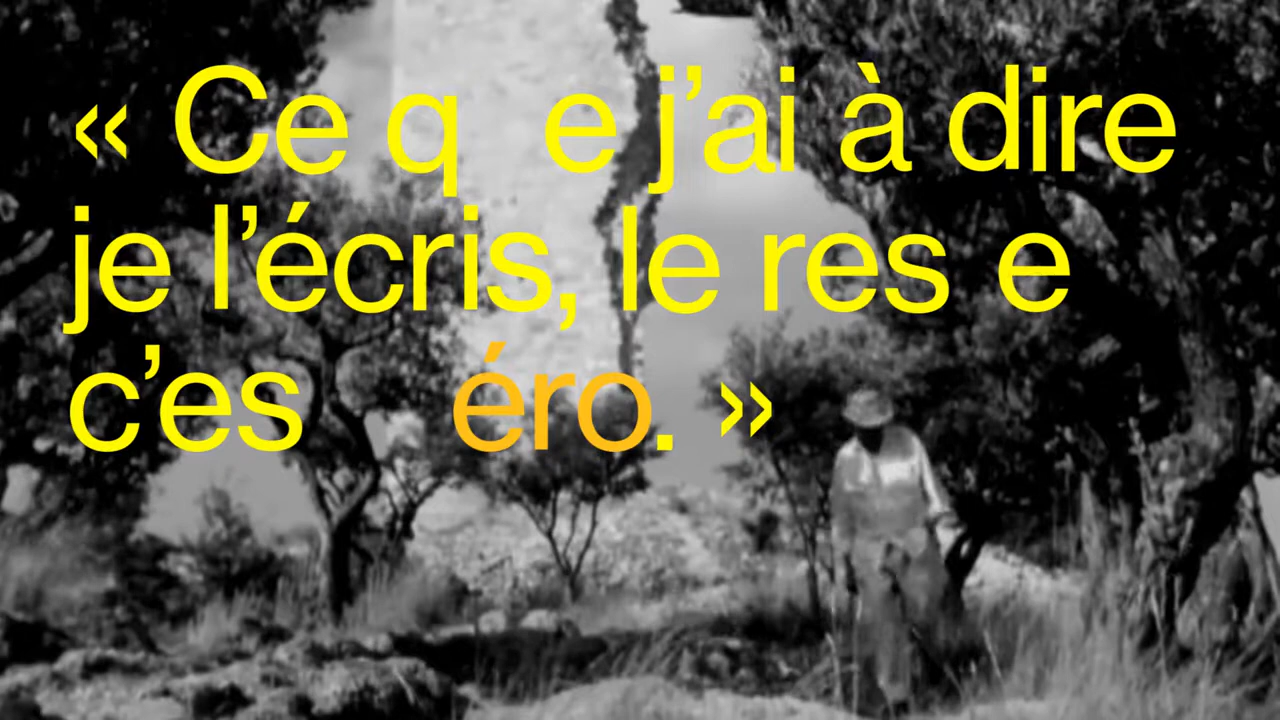 « Ce q e j’ai à dire
je l’écris, le res e
c’es éro. »